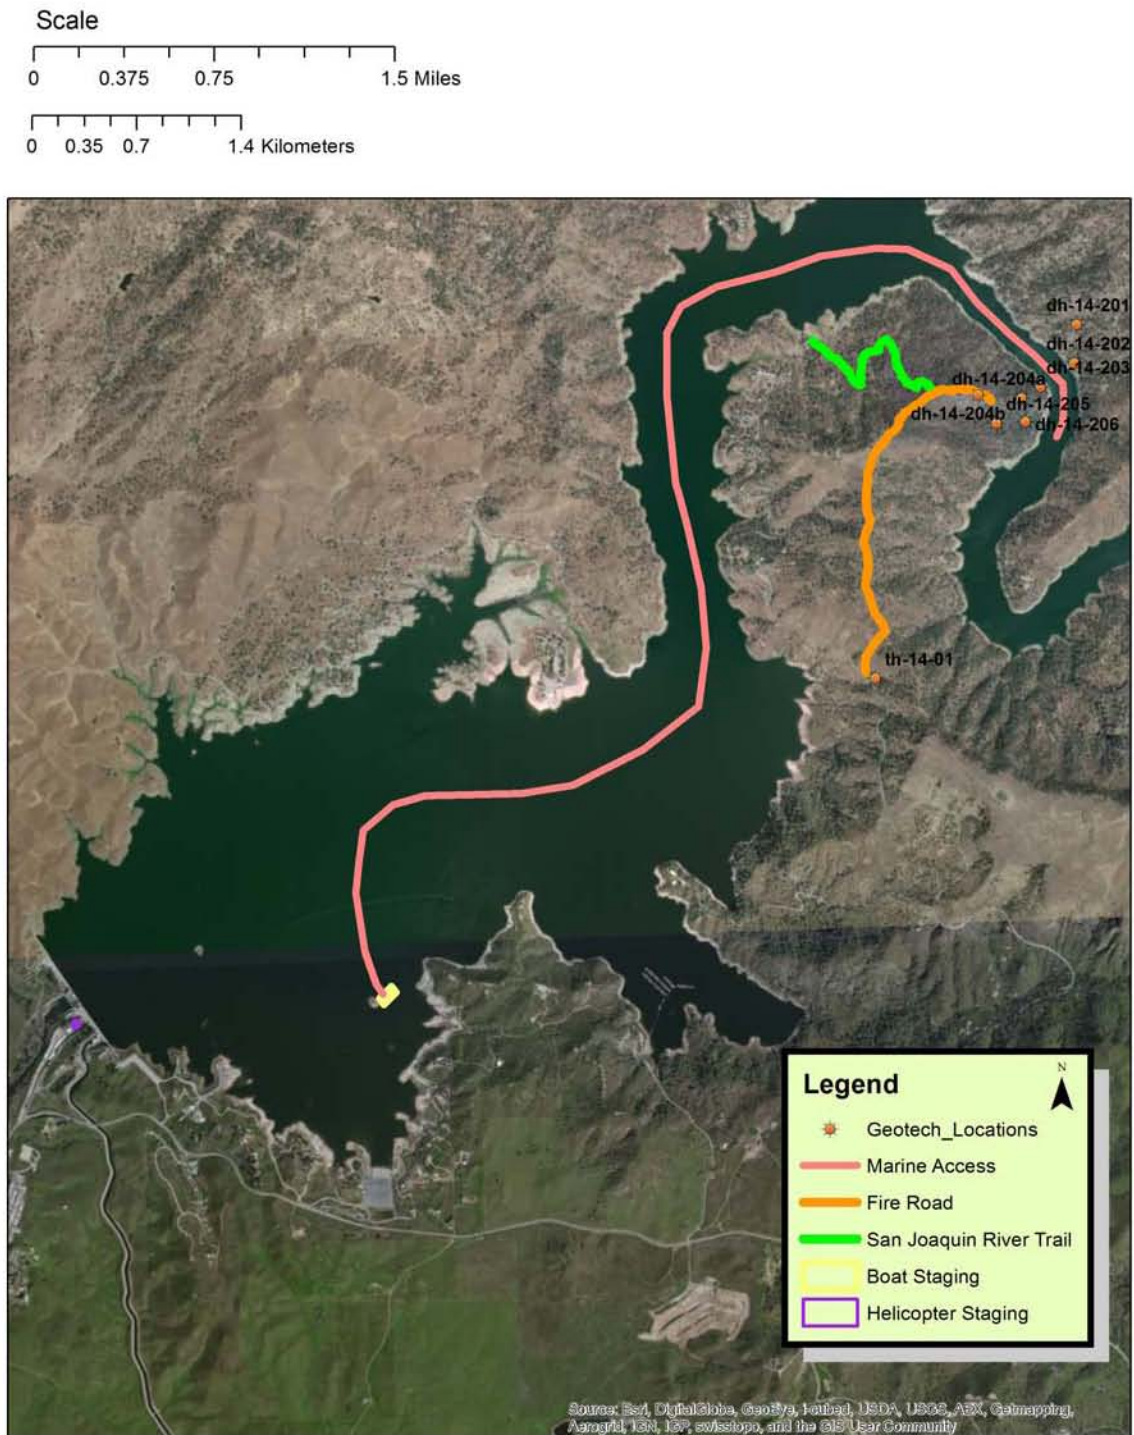 Scale
0 0.375 0.75 1.5 Miles
0 0.35 0.7 1.4 Kilometers
dh-14-201
dh-14-202
dh-14-203
dh-14-204a
dh-14-205
dh-14-204b
dh-14-206
th-14-01
Legend
N
Geotech_Locations
Marine Access
Fire Road
San Joaquin River Trail
Boat Staging
Helicopter Staging
Source: Esri, DigitalGlobe, GeoEye, i-cubed, USDA, USGS, AEX, Getmapping,
Aerogrid, IGN, IGP, swisstopo, and the GIS User Community